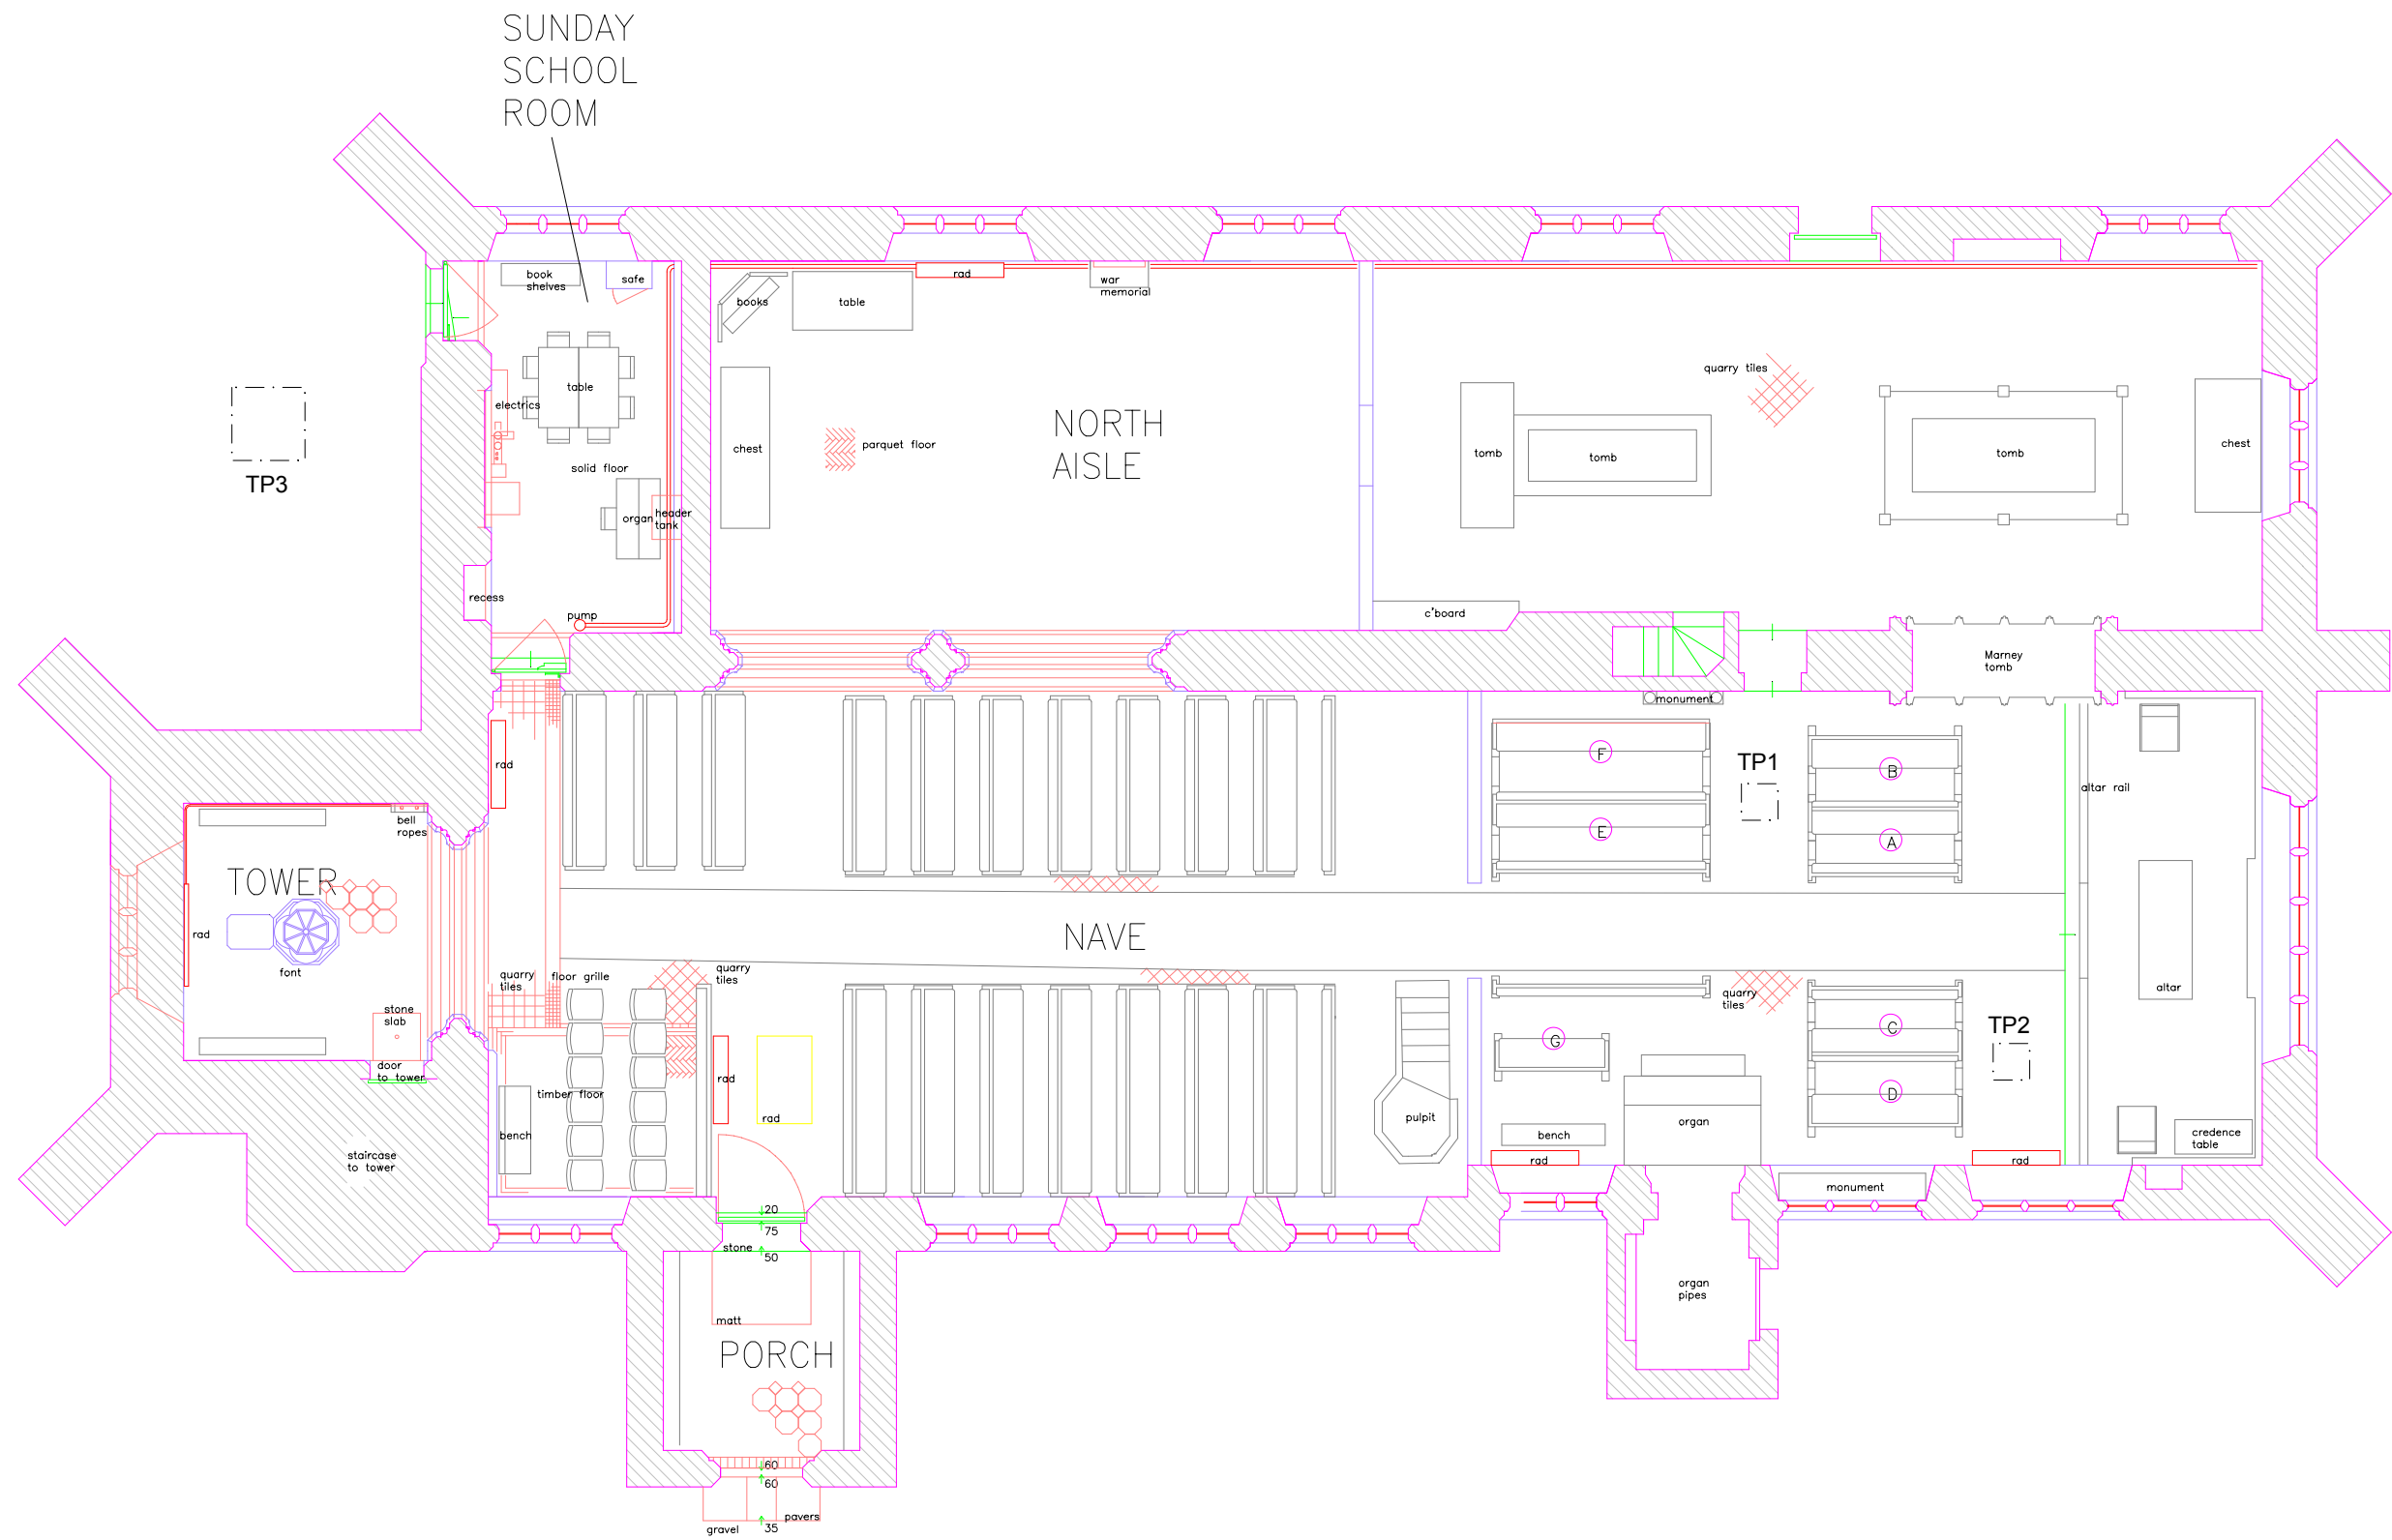 SUNDAY
SCHOOL
ROOM
book
shelves
safe
books
table
rad
war
memorial
quarry tiles
table
electrics
chest
parquet floor
NORTH
AISLE
tomb
tomb
tomb
chest
solid floor
organ
header
tank
TP3
recess
pump
c'board
Marney
tomb
monument
rad
F
TP1
B
altar rail
bell
ropes
E
A
TOWER
rad
font
NAVE
quarry
tiles
floor grille
quarry
tiles
quarry
tiles
altar
stone
slab
G
C
TP2
door
to tower
rad
timber floor
rad
D
pulpit
organ
bench
bench
credence
table
staircase
to tower
rad
rad
monument
20
75
stone
50
organ
pipes
matt
PORCH
60
60
pavers
gravel
35